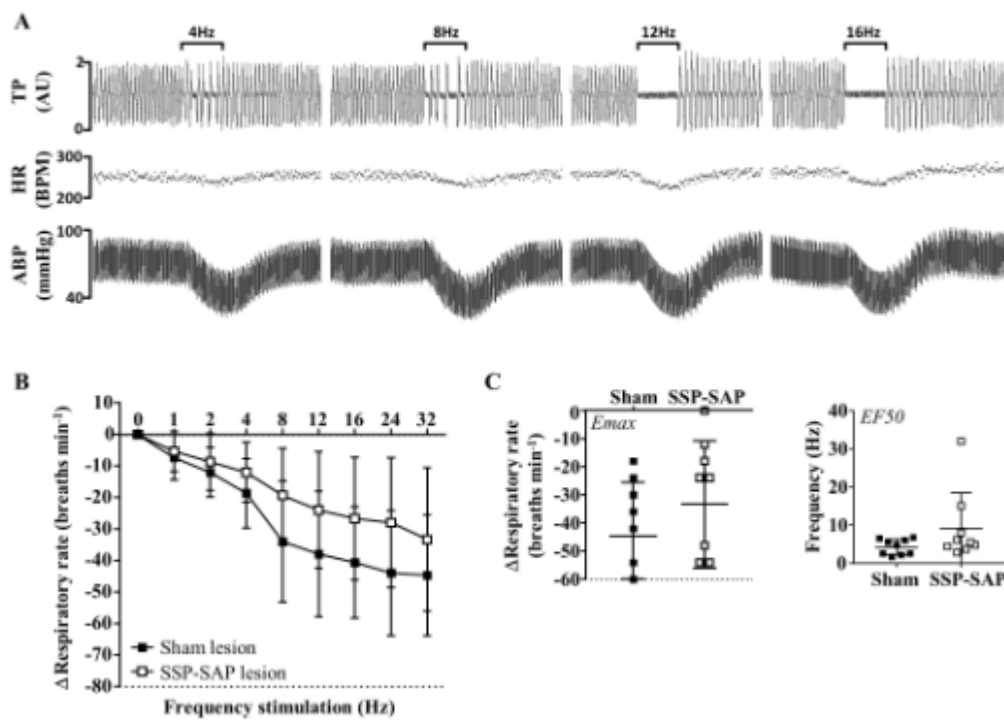 A
4Hz 8Hz 12Hz 16Hz
TP
(AU)
2
0
HR
(BPM)
300
200
ABP
(mmHg)
100
40
B
ΔRespiratory rate (breaths min⁻¹)
10
0
-10
-20
-30
-40
-50
-60
-70
-80
0 1 2 4 8 12 16 24 32
Sham lesion
SSP-SAP lesion
Frequency stimulation (Hz)
C
Sham SSP-SAP
ΔRespiratory rate
(breaths min⁻¹)
0
-10
-20
-30
-40
-50
-60
Emax
Frequency (Hz)
40
30
20
10
0
EF50
Sham SSP-SAP